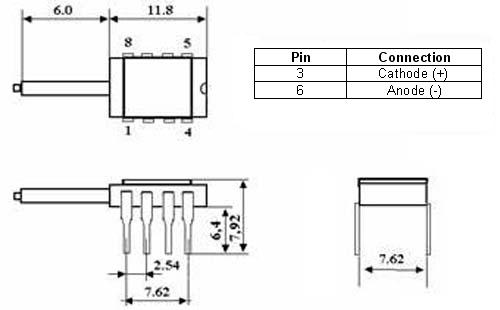 6.0 11.8
8 5
1 4
Pin Connection
3 Cathode (+)
6 Anode (-)
6,4
7,92
2.54
7.62
7.62